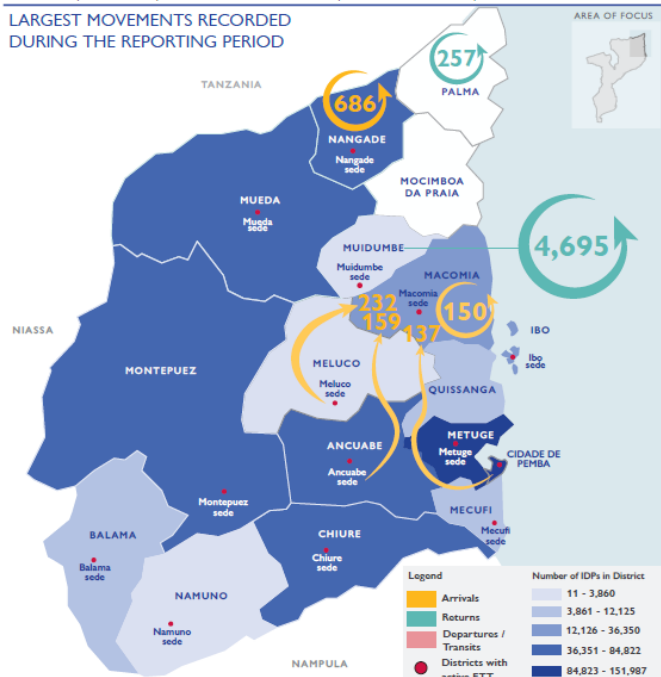 LARGEST MOVEMENTS RECORDED
DURING THE REPORTING PERIOD
AREA OF FOCUS
TANZANIA
257
PALMA
686
NANGADE
Nangade
sede
MOCIMBOA
DA PRAIA
MUEDA
Mueda
sede
MUIDUMBE
4,695
Muidumbe
sede
MACOMIA
Macomia
sede
232
159
137
150
NIASSA
IBO
Ibo
sede
MONTEPUEZ
MELUCO
Meluco
sede
QUISSANGA
METUGE
Metuge
sede
CIDADE DE
PEMBA
ANCUABE
Ancuabe
sede
Montepuez
sede
MECUFI
Mecufi
sede
BALAMA
Balama
sede
CHIURE
Chiure
sede
NAMUNO
Namuno
sede
NAMPULA
Legend
Arrivals
Returns
Departures /
Transits
Districts with
Number of IDPs in District
11 - 3,860
3,861 - 12,125
12,126 - 36,350
36,351 - 84,822
84,823 - 151,987